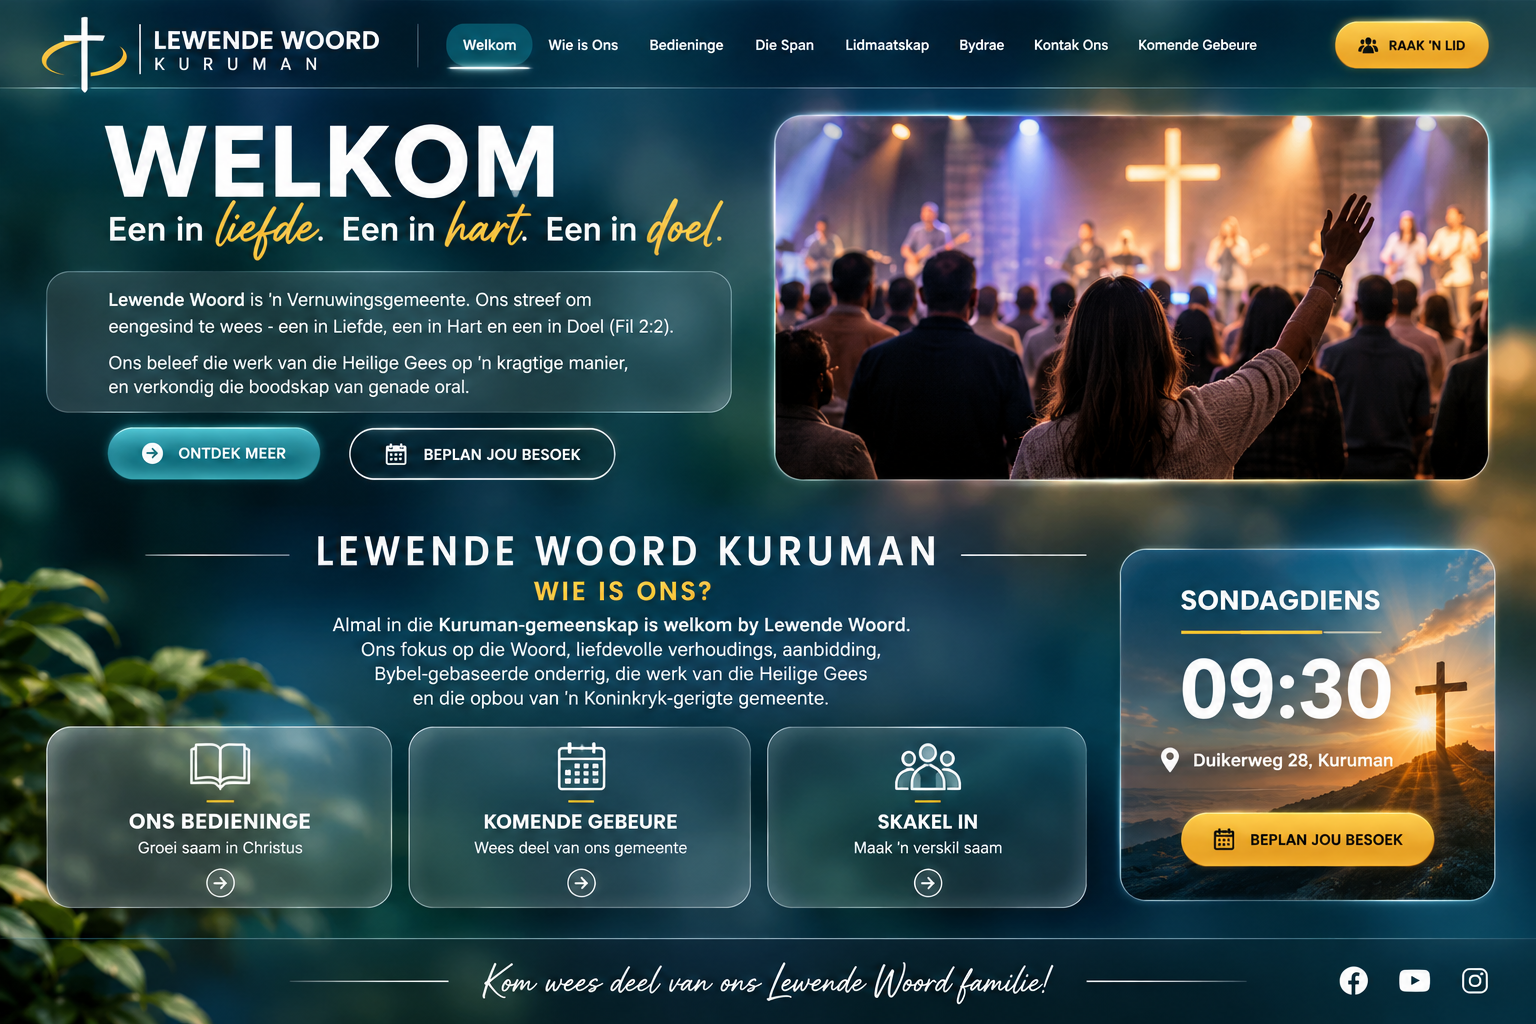 LEWENDE WOORD
KURUMAN
Welkom
Wie is Ons
Bedieninge
Die Span
Lidmaatskap
Bydrae
Kontak Ons
Komende Gebeure
RAAK 'N LID
WELKOM
Een in liefde. Een in hart. Een in doel.
Lewende Woord is 'n Vernuwingsgemeente. Ons streef om
eengesind te wees - een in Liefde, een in Hart en een in Doel (Fil 2:2).
Ons beleef die werk van die Heilige Gees op 'n kragtige manier,
en verkondig die boodskap van genade oral.
ONTDEK MEER
BEPLAN JOU BESOEK
LEWENDE WOORD KURUMAN
WIE IS ONS?
Almal in die Kuruman-gemeenskap is welkom by Lewende Woord.
Ons fokus op die Woord, liefdevolle verhoudings, aanbidding,
Bybel-gebaseerde onderrig, die werk van die Heilige Gees
en die opbou van 'n Koninkryk-gerigte gemeente.
ONS BEDIENINGE
Groei saam in Christus
KOMENDE GEBEURE
Wees deel van ons gemeente
SKAKEL IN
Maak 'n verskil saam
SONDAGDIENS
09:30
Duikerweg 28, Kuruman
BEPLAN JOU BESOEK
Kom wees deel van ons Lewende Woord familie!